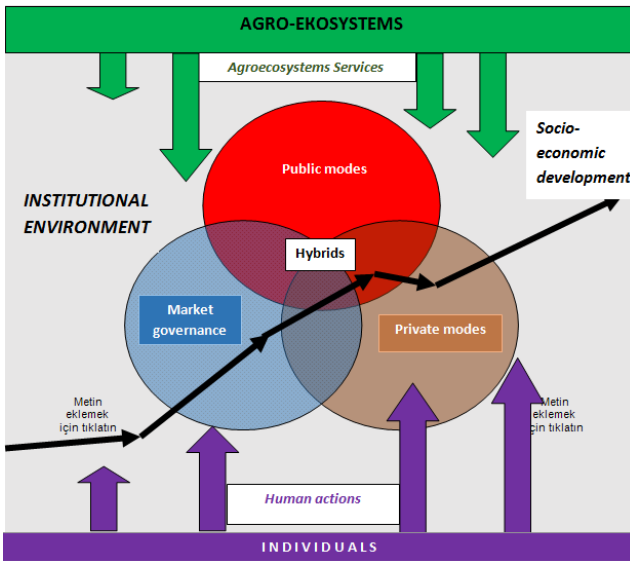 AGRO-EKOSYSTEMS
Agroecosystems Services
Socio-
economic
development
Public modes
INSTITUTIONAL
ENVIRONMENT
Hybrids
Market
governance
Private modes
Metin
eklemek
için tıklatın
Metin
eklemek
için tıklatın
Human actions
INDIVIDUALS